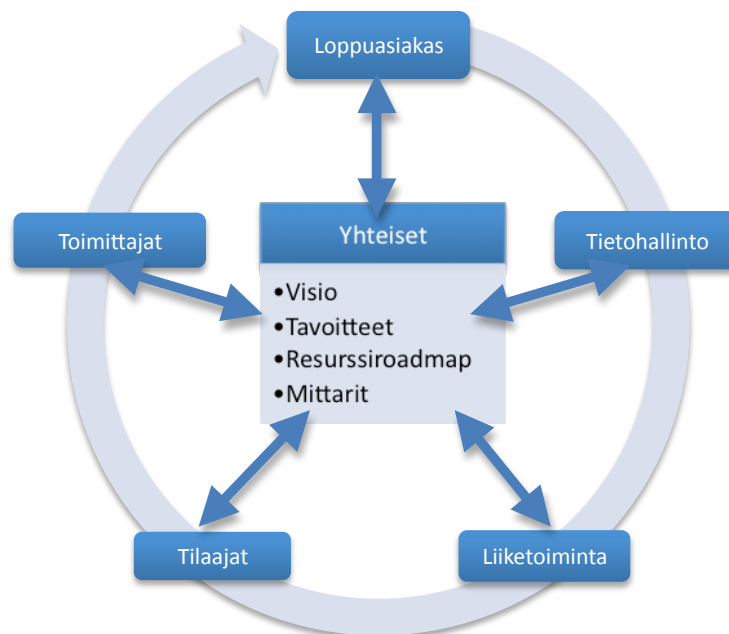 Loppuasiakas
Toimittajat
Yhteiset
Tietohallinto
•Visio
•Tavoitteet
•Resurssiroadmap
•Mittarit
Tilaajat
Liiketoiminta